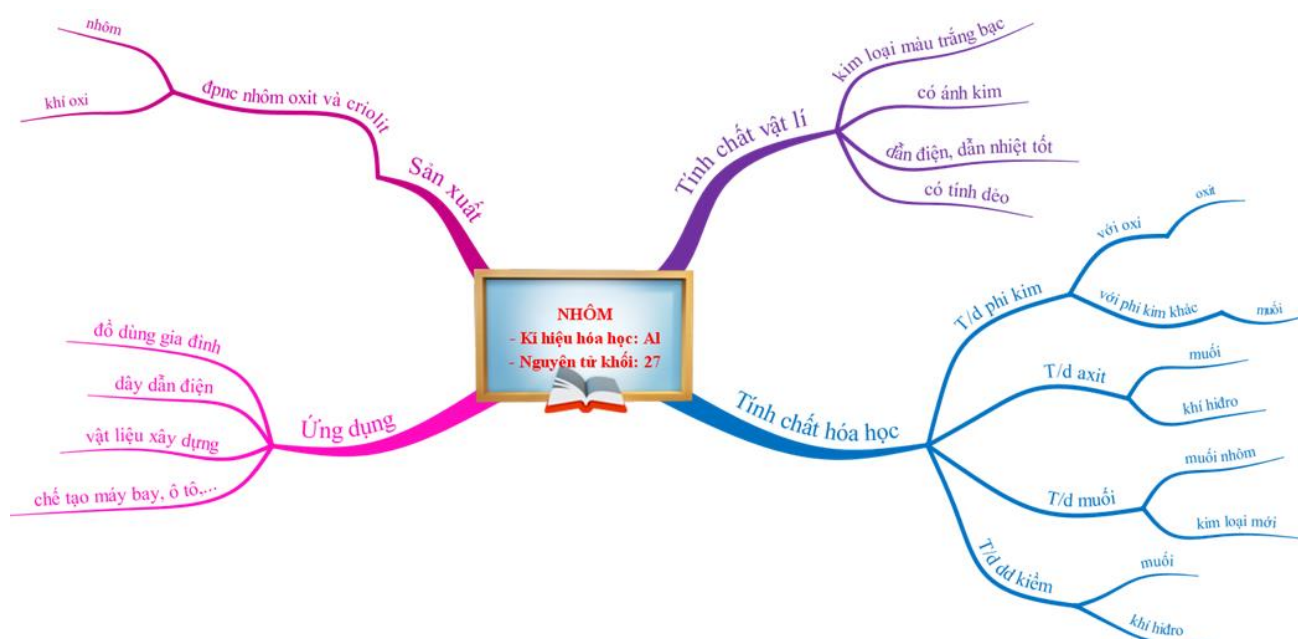 NHÔM
- Kí hiệu hóa học: Al
- Nguyên tử khối: 27
Sản xuất
đpnc nhôm oxit và criolit
nhôm
khí oxi
Tính chất vật lí
kim loại màu trắng bạc
có ánh kim
dẫn điện, dẫn nhiệt tốt
có tính dẻo
Tính chất hóa học
T/d phi kim
với oxi
oxit
với phi kim khác
muối
T/d axit
muối
khí hiđro
T/d muối
muối nhôm
kim loại mới
T/d dd kiềm
muối
khí hiđro
Ứng dụng
đồ dùng gia đình
dây dẫn điện
vật liệu xây dựng
chế tạo máy bay, ô tô,...